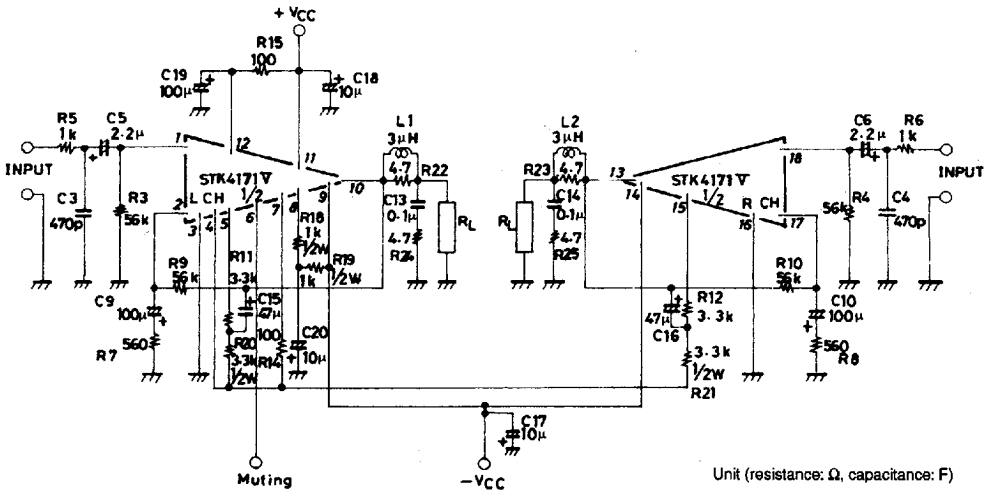 +VCC
R15
100
C19
100µ
C18
10µ
R5
1k
C5
2.2µ
1
12
11
L1
3µH
4.7
R22
L2
3µH
R23
4.7
C6
2.2µ
R6
1k
INPUT
INPUT
STK4171V
1/2
L CH
10
9
8
7
6
5
4
3
2
13
14
STK4171V
1/2
R CH
15
16
17
18
C3
470p
R3
56k
C13
0.1µ
RL
RL
C14
0.1µ
R4
56k
C4
470p
R18
1k
1/2W
4.7
R24
4.7
R25
R9
56k
R11
3.3k
R19
1/2W
1k
R10
56k
C9
100µ
C15
47µ
47µ
C16
R12
3.3k
C10
100µ
560
R7
R20
3.3k
1/2W
100
R14
C20
10µ
3.3k
1/2W
R21
560
R8
C17
10µ
Muting
−VCC
Unit (resistance: Ω, capacitance: F)